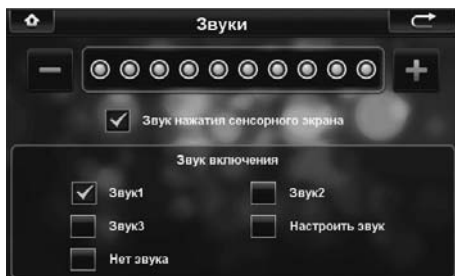 Звуки
Звук нажатия сенсорного экрана
Звук включения
Звук1 Звук2
Звук3 Настроить звук
Нет звука